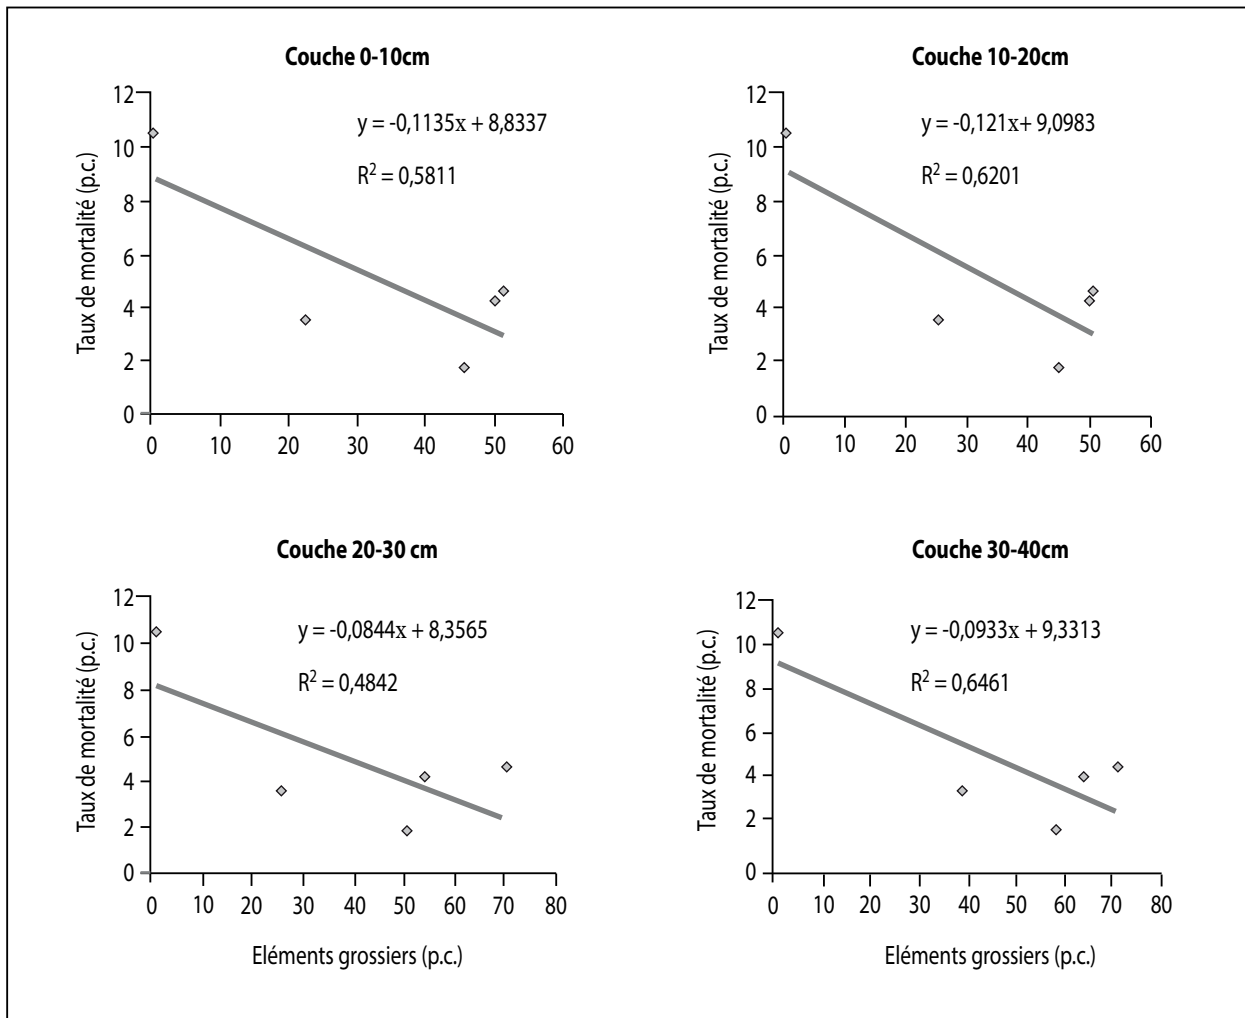 Couche 0-10cm
Taux de mortalité (p.c.)
12
10
8
6
4
2
0
y = -0,1135x + 8,8337
R² = 0,5811
0 10 20 30 40 50 60
Couche 10-20cm
Taux de mortalité (p.c.)
12
10
8
6
4
2
0
y = -0,121x+ 9,0983
R² = 0,6201
0 10 20 30 40 50 60
Couche 20-30 cm
Taux de mortalité (p.c.)
12
10
8
6
4
2
0
y = -0,0844x + 8,3565
R² = 0,4842
0 10 20 30 40 50 60 70 80
Eléments grossiers (p.c.)
Couche 30-40cm
Taux de mortalité (p.c.)
12
10
8
6
4
2
0
y = -0,0933x + 9,3313
R² = 0,6461
0 10 20 30 40 50 60 70 80
Eléments grossiers (p.c.)